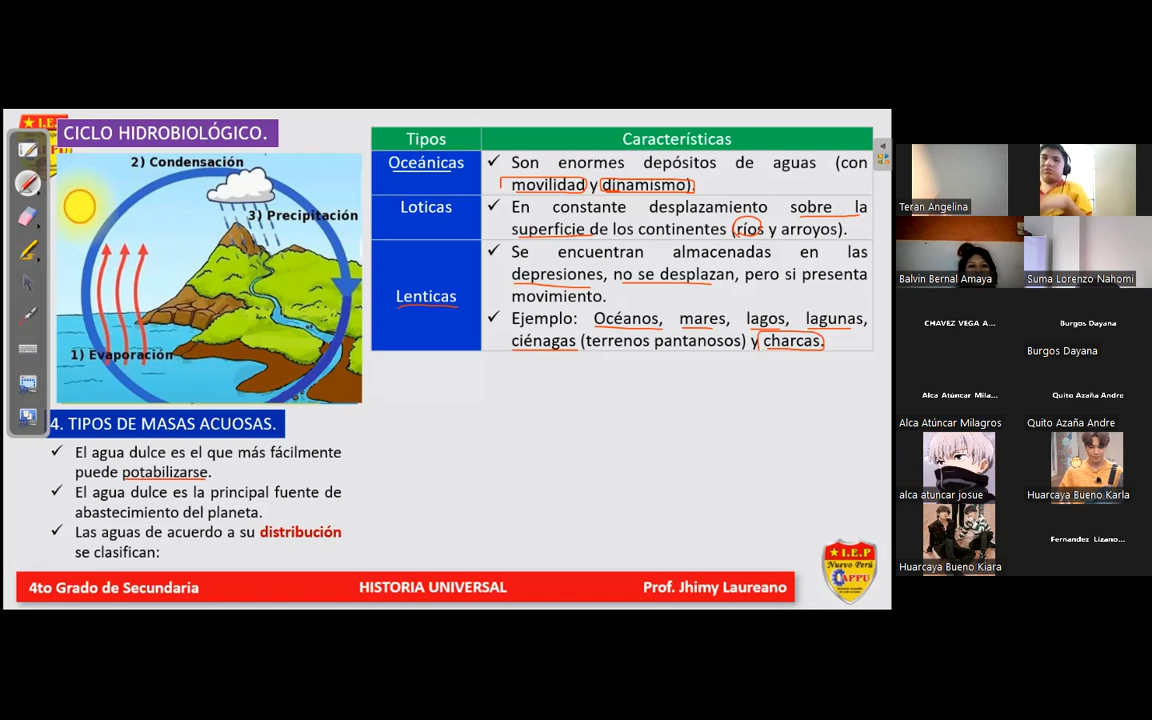 CICLO HIDROBIOLÓGICO.
2) Condensación
3) Precipitación
1) Evaporación
4. TIPOS DE MASAS ACUOSAS.
✓ El agua dulce es el que más fácilmente
puede potabilizarse.
✓ El agua dulce es la principal fuente de
abastecimiento del planeta.
✓ Las aguas de acuerdo a su distribución
se clasifican:
Tipos
Características
Oceánicas
✓ Son enormes depósitos de aguas (con
movilidad y dinamismo).
Loticas
✓ En constante desplazamiento sobre la
superficie de los continentes (ríos y arroyos).
Lenticas
✓ Se encuentran almacenadas en las
depresiones, no se desplazan, pero si presenta
movimiento.
✓ Ejemplo: Océanos, mares, lagos, lagunas,
ciénagas (terrenos pantanosos) y charcas.
4to Grado de Secundaria
HISTORIA UNIVERSAL
Prof. Jhimy Laureano
I.E.P
Nuevo Perú
APPU
Teran Angelina
Balvin Bernal Amaya
Suma Lorenzo Nahomi
CHAVEZ VEGA A...
Burgos Dayana
Burgos Dayana
Alca Atúncar Mila...
Quito Azaña Andre
Alca Atúncar Milagros
Quito Azaña Andre
alca atuncar josue
Huarcaya Bueno Karla
Huarcaya Bueno Kiara
Fernandez Lizano...